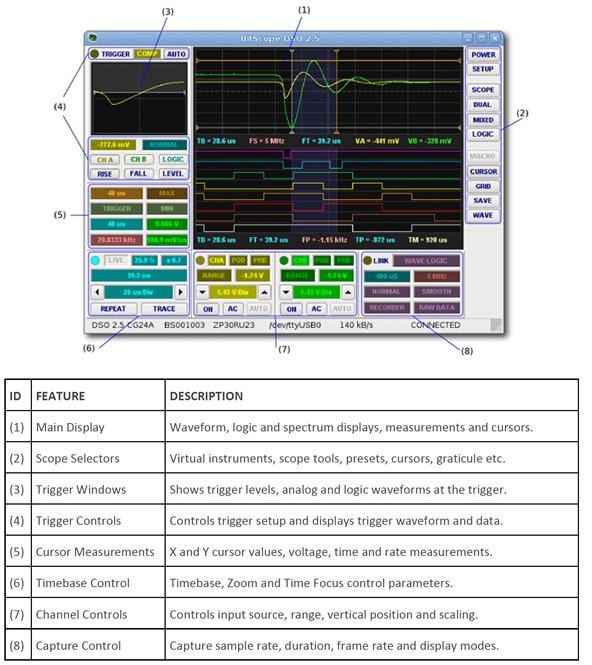 (3)
(1)
BitScope DSO 2.5
TRIGGER COMP AUTO
POWER
SETUP
SCOPE
DUAL
MIXED
LOGIC
MACRO
CURSOR
GRID
SAVE
WAVE
(2)
(4)
-777.6 mV NORMAL
CH A CH B LOGIC
RISE FALL LEVEL
TB = 28.6 us FS = 5 MHz FT = 39.2 us VA = -441 mV VB = -328 mV
(5)
48 us MAX
TRIGGER MIN
48 us 9.966 V
20.8333 kHz
TB = 28.6 us FT = 39.2 us FP = -1.15 kHz TP = -872 um TM = 920 um
LIVE 25.9 % x 0.7
39.2 us
20 us/Div
REPEAT TRACE
CHA POD PRB
RANGE -1.74 V
1.43 V/Div
ON AC AUTO
CHB POD PRB
RANGE -1.74 V
1.43 V/Div
ON AC AUTO
LINK WAVE LOGIC
400 uS 5 MHz
NORMAL SMOOTH
RECORDER RAW DATA
DSO 2.5 CG24A BS001003 ZP30RU23 /dev/ttyUSB0 140 kB/s CONNECTED
(6)
(7)
(8)
ID FEATURE DESCRIPTION
(1) Main Display Waveform, logic and spectrum displays, measurements and cursors.
(2) Scope Selectors Virtual instruments, scope tools, presets, cursors, graticule etc.
(3) Trigger Windows Shows trigger levels, analog and logic waveforms at the trigger.
(4) Trigger Controls Controls trigger setup and displays trigger waveform and data.
(5) Cursor Measurements X and Y cursor values, voltage, time and rate measurements.
(6) Timebase Control Timebase, Zoom and Time Focus control parameters.
(7) Channel Controls Controls input source, range, vertical position and scaling.
(8) Capture Control Capture sample rate, duration, frame rate and display modes.